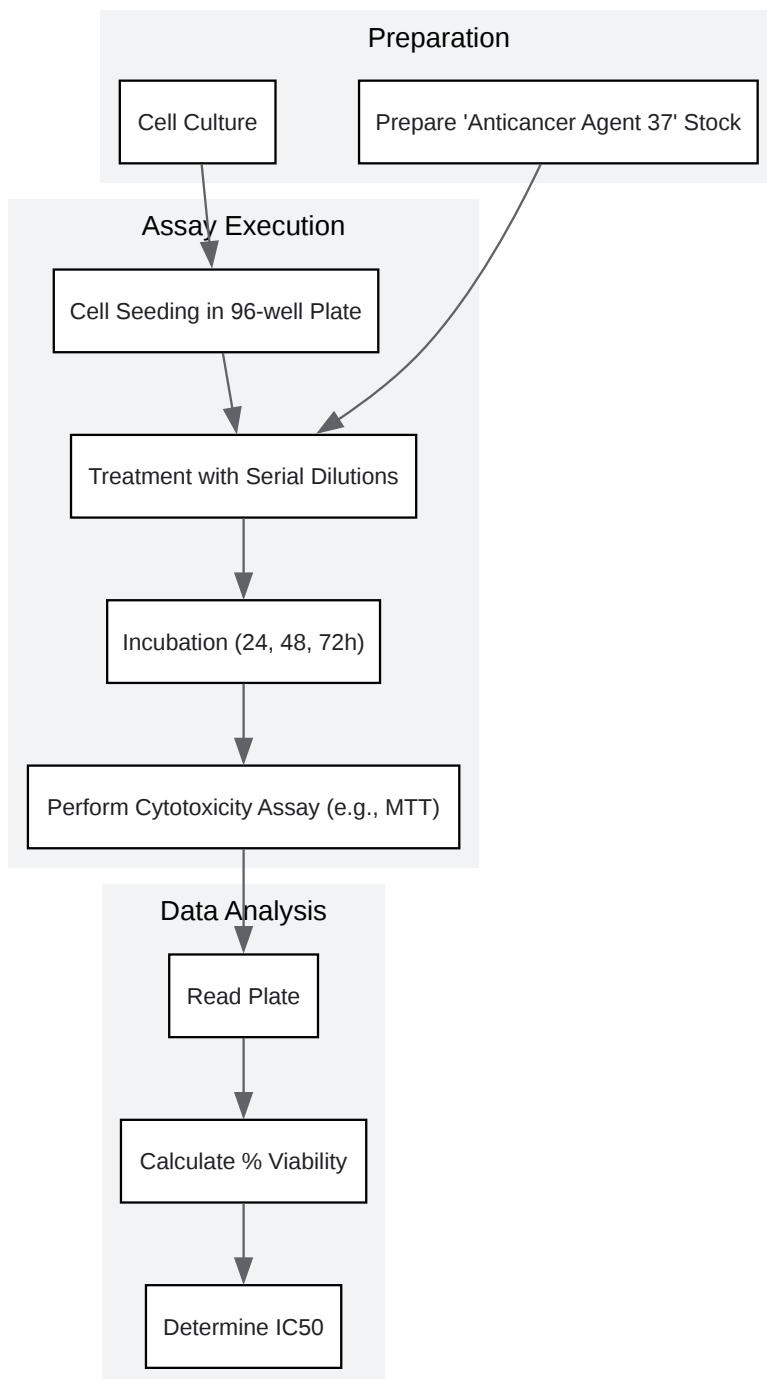 Preparation
Cell Culture
Prepare 'Anticancer Agent 37' Stock
Assay Execution
Cell Seeding in 96-well Plate
Treatment with Serial Dilutions
Incubation (24, 48, 72h)
Perform Cytotoxicity Assay (e.g., MTT)
Data Analysis
Read Plate
Calculate % Viability
Determine IC50